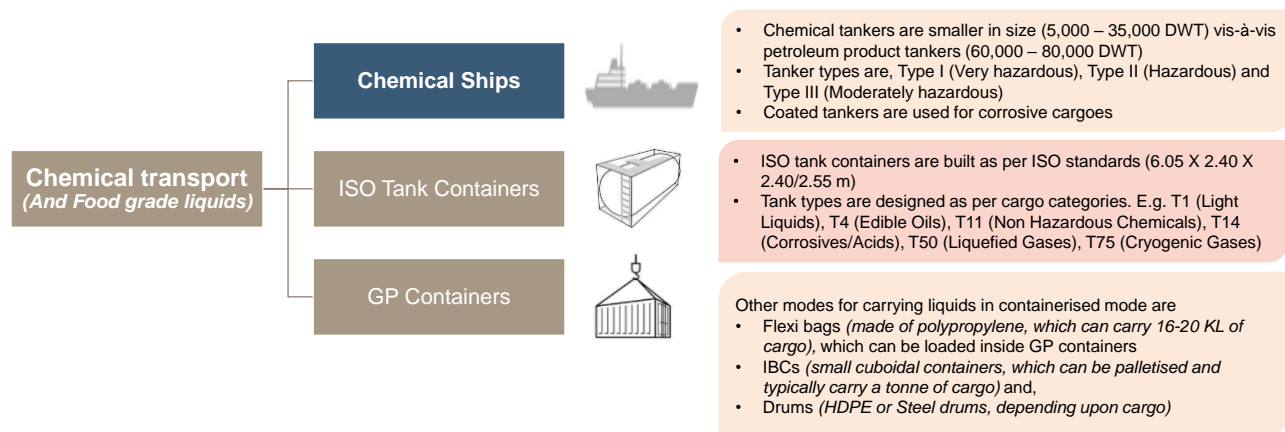 Chemical Ships
• Chemical tankers are smaller in size (5,000 – 35,000 DWT) vis-à-vis
petroleum product tankers (60,000 – 80,000 DWT)
• Tanker types are, Type I (Very hazardous), Type II (Hazardous) and
Type III (Moderately hazardous)
• Coated tankers are used for corrosive cargoes
Chemical transport
(And Food grade liquids)
ISO Tank Containers
• ISO tank containers are built as per ISO standards (6.05 X 2.40 X
2.40/2.55 m)
• Tank types are designed as per cargo categories. E.g. T1 (Light
Liquids), T4 (Edible Oils), T11 (Non Hazardous Chemicals), T14
(Corrosives/Acids), T50 (Liquefied Gases), T75 (Cryogenic Gases)
GP Containers
Other modes for carrying liquids in containerised mode are
• Flexi bags (made of polypropylene, which can carry 16-20 KL of
cargo), which can be loaded inside GP containers
• IBCs (small cuboidal containers, which can be palletised and
typically carry a tonne of cargo) and,
• Drums (HDPE or Steel drums, depending upon cargo)